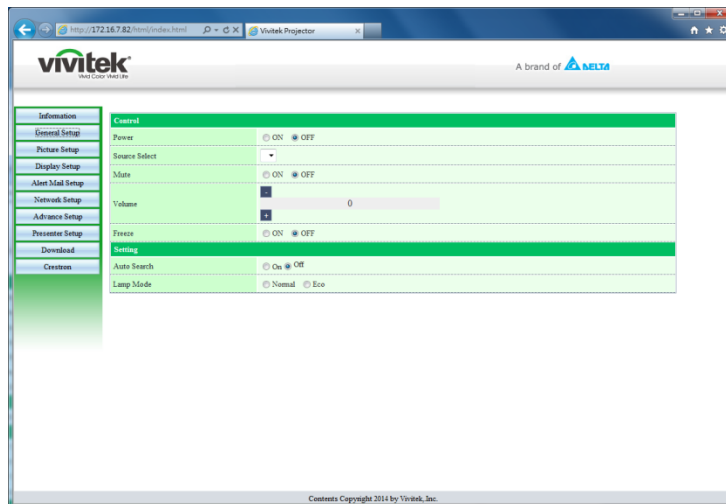 http://172.16.7.82/html/index.html
Vivitek Projector
vivitek
Vivid Color Vivid Life
A brand of DELTA
Information
General Setup
Picture Setup
Display Setup
Alert Mail Setup
Network Setup
Advance Setup
Presenter Setup
Download
Crestron
Control
Power ON OFF
Source Select
Mute ON OFF
Volume - 0 +
Freeze ON OFF
Setting
Auto Search On Off
Lamp Mode Normal Eco
Contents Copyright 2014 by Vivitek, Inc.